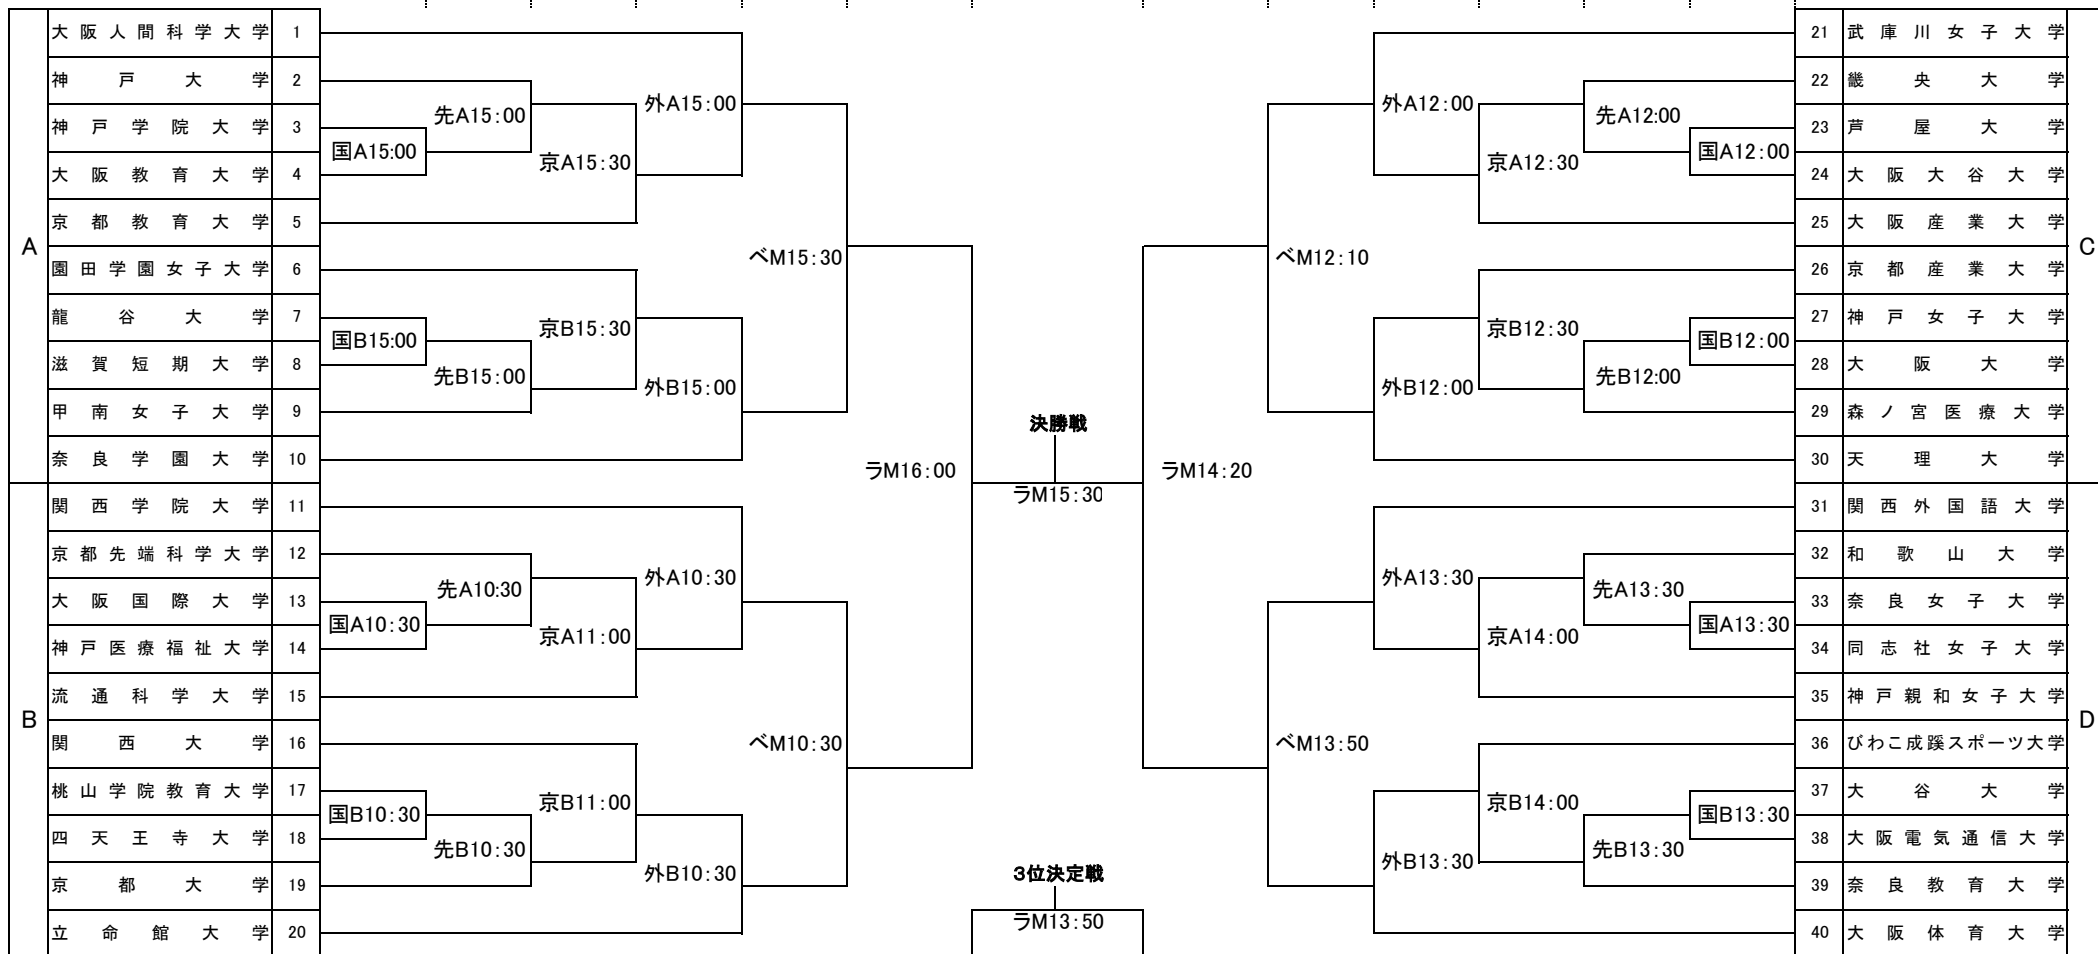 A
大阪人間科学大学 1
神戸大学 2
神戸学院大学 3
大阪教育大学 4
京都教育大学 5
園田学園女子大学 6
龍谷大学 7
滋賀短期大学 8
甲南女子大学 9
奈良学園大学 10
B
関西学院大学 11
京都先端科学大学 12
大阪国際大学 13
神戸医療福祉大学 14
流通科学大学 15
関西大学 16
桃山学院教育大学 17
四天王寺大学 18
京都大学 19
立命館大学 20
国A15:00
国B15:00
国A10:30
国B10:30
先A15:00
先B15:00
先A10:30
先B10:30
京A15:30
京B15:30
京A11:00
京B11:00
外A15:00
外B15:00
外A10:30
外B10:30
ベM15:30
ベM10:30
ラM16:00
決勝戦
ラM15:30
3位決定戦
ラM13:50
ラM14:20
ベM12:10
ベM13:50
外A12:00
外B12:00
外A13:30
外B13:30
京A12:30
京B12:30
京A14:00
京B14:00
先A12:00
先B12:00
先A13:30
先B13:30
国A12:00
国B12:00
国A13:30
国B13:30
21 武庫川女子大学
22 畿央大学
23 芦屋大学
24 大阪大谷大学
25 大阪産業大学
26 京都産業大学
27 神戸女子大学
28 大阪大学
29 森ノ宮医療大学
30 天理大学
C
31 関西外国語大学
32 和歌山大学
33 奈良女子大学
34 同志社女子大学
35 神戸親和女子大学
36 びわこ成蹊スポーツ大学
37 大谷大学
38 大阪電気通信大学
39 奈良教育大学
40 大阪体育大学
D